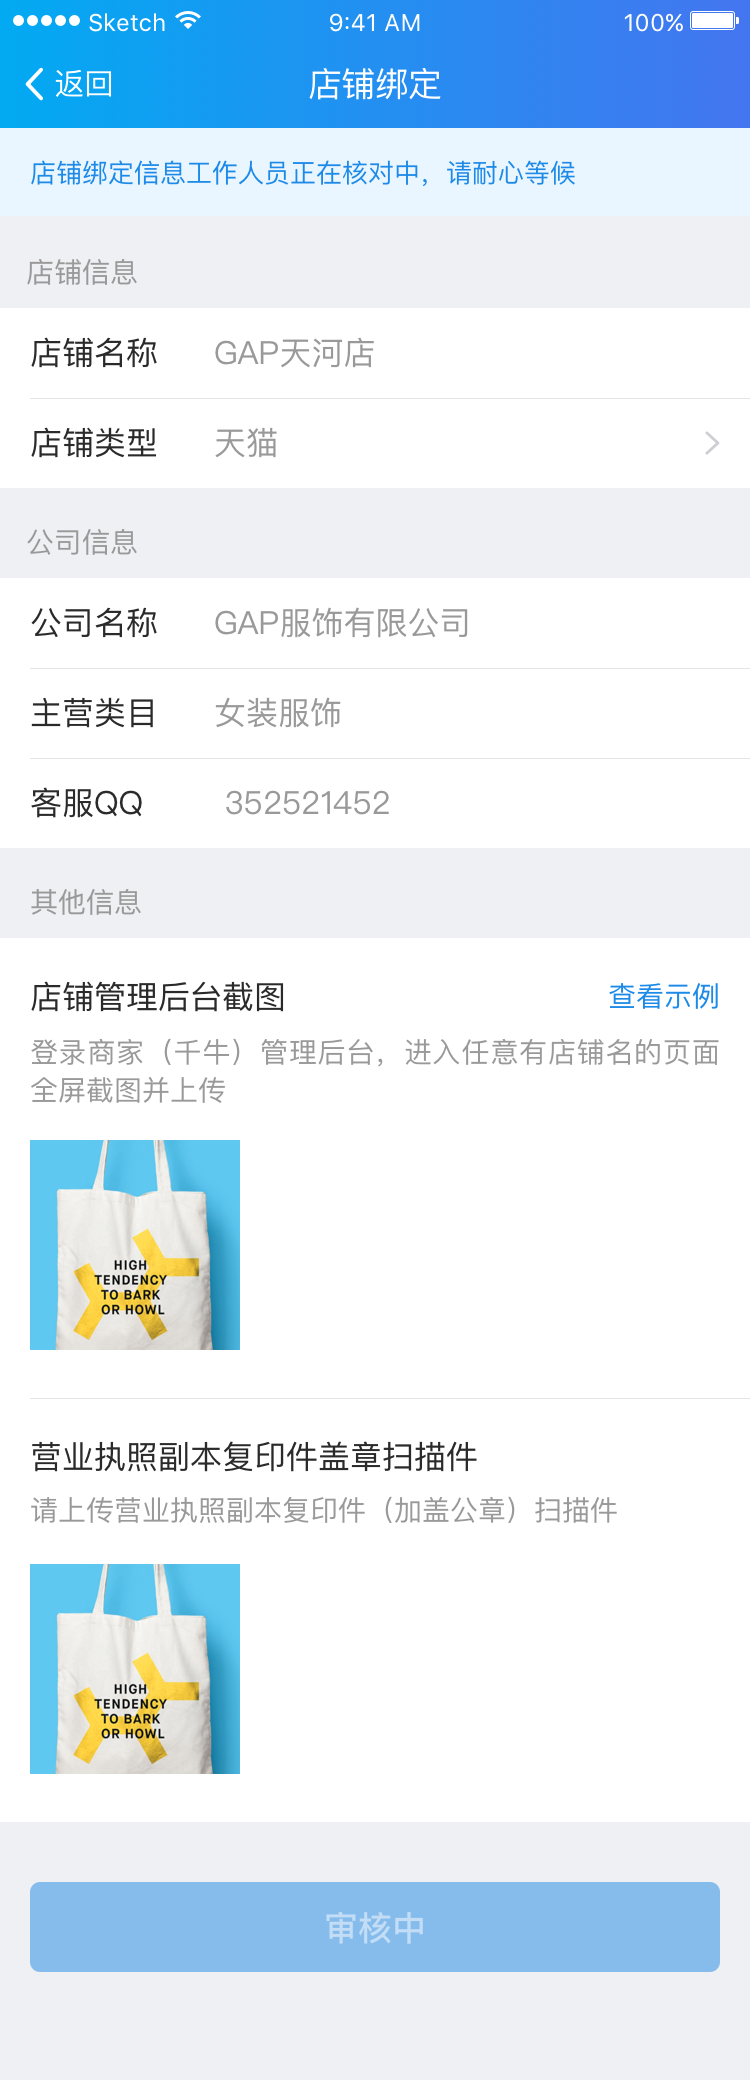 Sketch 9:41 AM 100%
返回 店铺绑定
店铺绑定信息工作人员正在核对中，请耐心等候
店铺信息
店铺名称 GAP天河店
店铺类型 天猫
公司信息
公司名称 GAP服饰有限公司
主营类目 女装服饰
客服QQ 352521452
其他信息
店铺管理后台截图 查看示例
登录商家（千牛）管理后台，进入任意有店铺名的页面
全屏截图并上传
HIGH
TENDENCY
TO BARK
OR HOWL
营业执照副本复印件盖章扫描件
请上传营业执照副本复印件（加盖公章）扫描件
HIGH
TENDENCY
TO BARK
OR HOWL
审核中